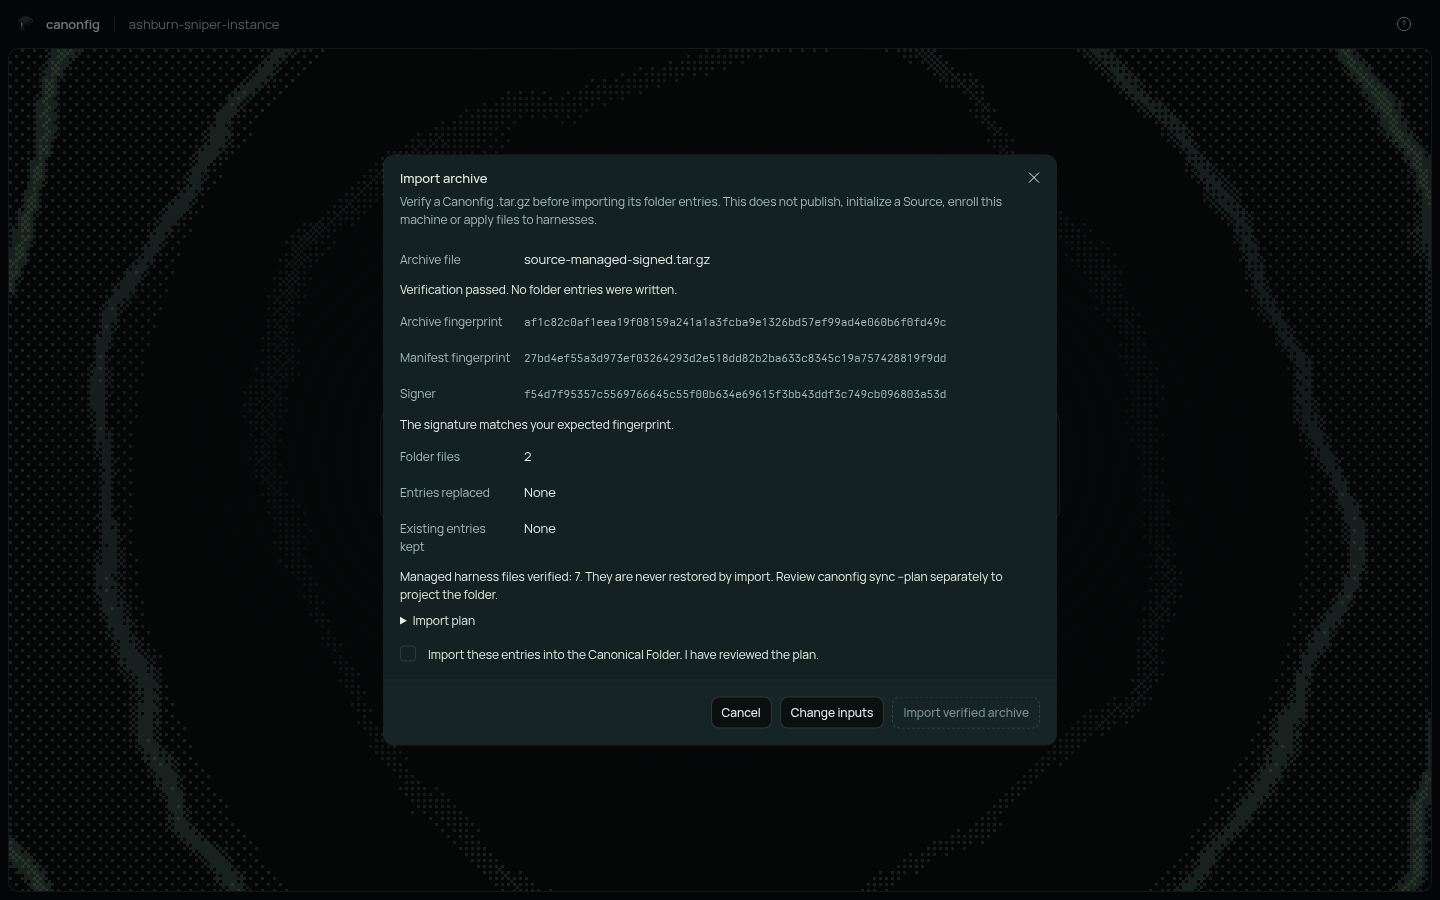 canonfig
ashburn-sniper-instance
?
Import archive
Verify a Canonfig .tar.gz before importing its folder entries. This does not publish, initialize a Source, enroll this
machine or apply files to harnesses.
Archive file source-managed-signed.tar.gz
Verification passed. No folder entries were written.
Archive fingerprint af1c82c0af1eea19f08159a241a1a3fcba9e1326bd57ef99ad4e060b6f0fd49c
Manifest fingerprint 27bd4ef55a3d973ef03264293d2e518dd82b2ba633c8345c19a757428819f9dd
Signer f54d7f95357c5569766645c55f00b634e69615f3bb43ddf3c749cb096803a53d
The signature matches your expected fingerprint.
Folder files 2
Entries replaced None
Existing entries kept None
Managed harness files verified: 7. They are never restored by import. Review canonfig sync –plan separately to
project the folder.
Import plan
Import these entries into the Canonical Folder. I have reviewed the plan.
Cancel Change inputs Import verified archive